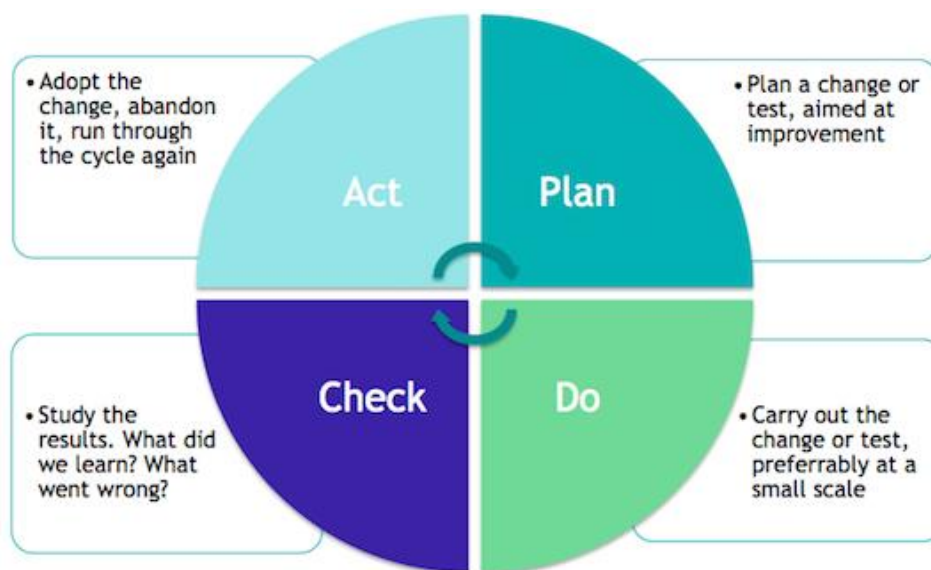 • Adopt the
change, abandon
it, run through
the cycle again
Act
Plan
• Plan a change or
test, aimed at
improvement
• Study the
results. What did
we learn? What
went wrong?
Check
Do
• Carry out the
change or test,
preferrably at a
small scale